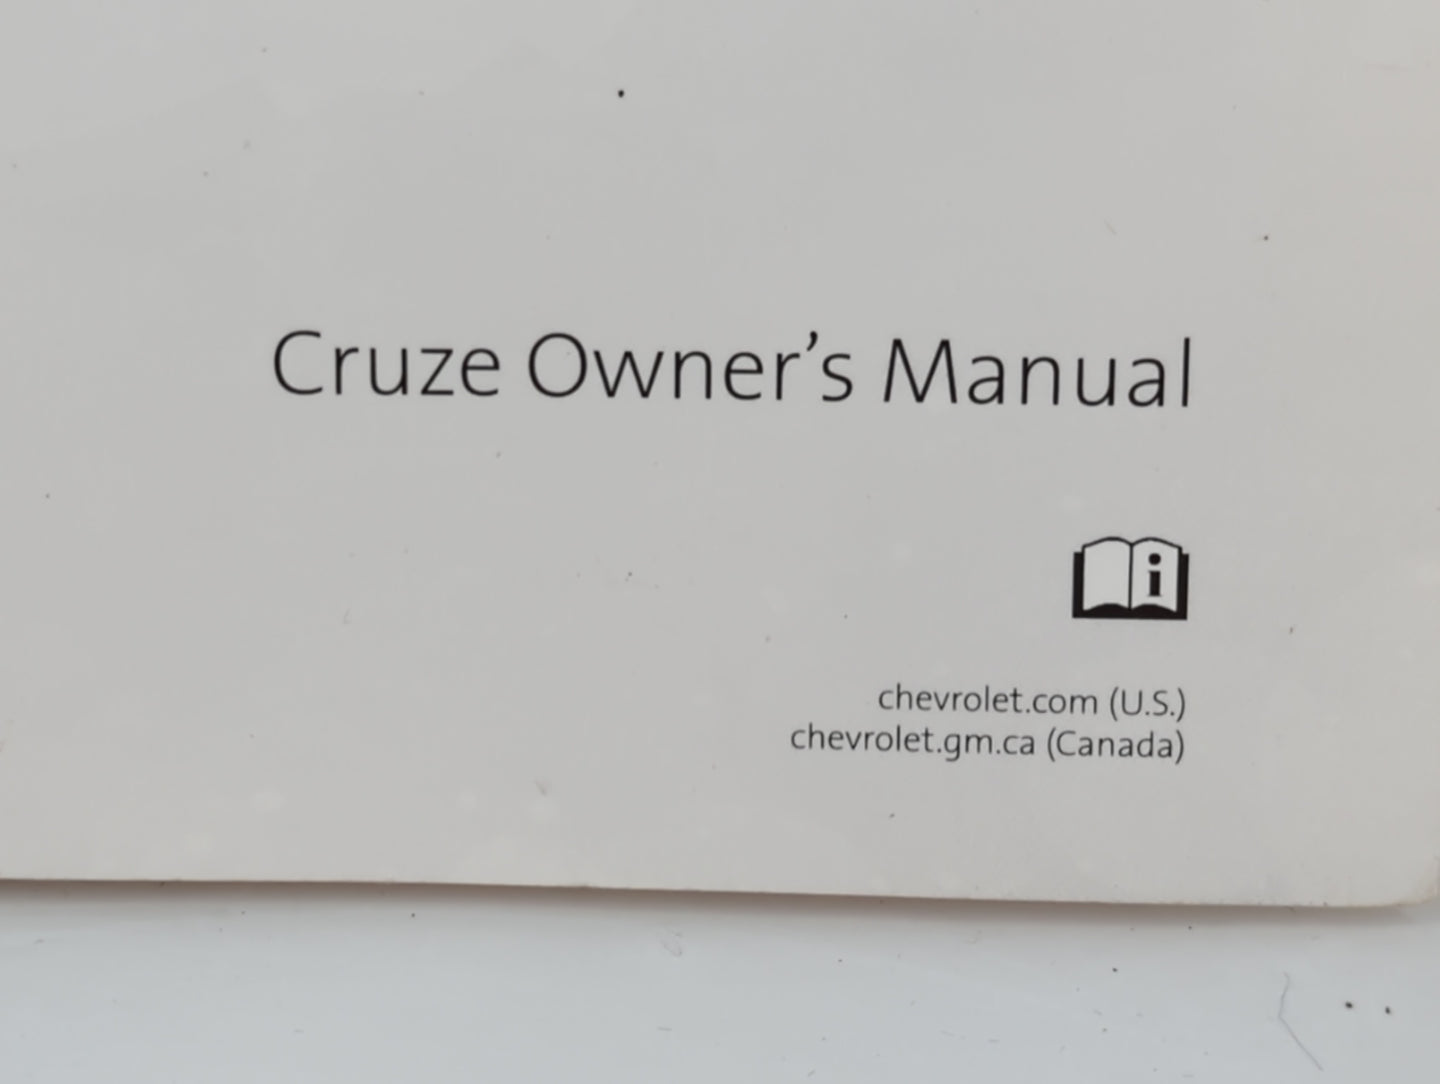 Cruze Owner’s Manual
i
chevrolet.com (U.S.)
chevrolet.gm.ca (Canada)